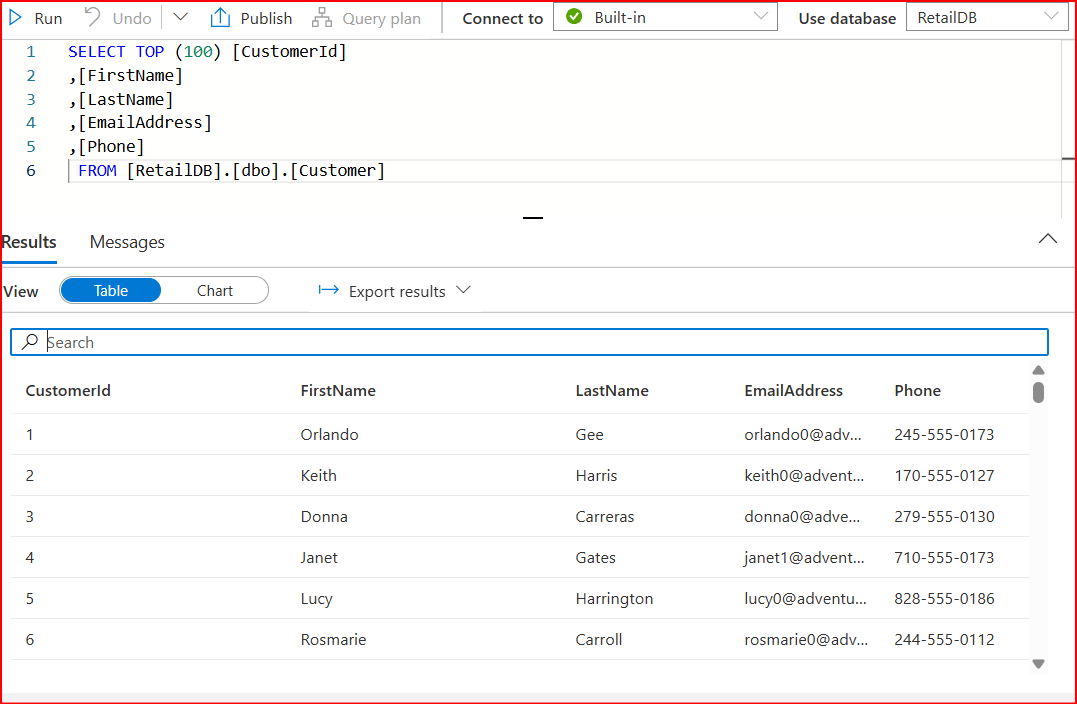 Run Undo Publish Query plan Connect to Built-in Use database RetailDB
1 SELECT TOP (100) [CustomerId]
2 ,[FirstName]
3 ,[LastName]
4 ,[EmailAddress]
5 ,[Phone]
6 FROM [RetailDB].[dbo].[Customer]
Results Messages
View Table Chart Export results
Search
CustomerId FirstName LastName EmailAddress Phone
1 Orlando Gee orlando0@adv... 245-555-0173
2 Keith Harris keith0@advent... 170-555-0127
3 Donna Carreras donna0@adve... 279-555-0130
4 Janet Gates janet1@advent... 710-555-0173
5 Lucy Harrington lucy0@adventu... 828-555-0186
6 Rosmarie Carroll rosmarie0@adv... 244-555-0112